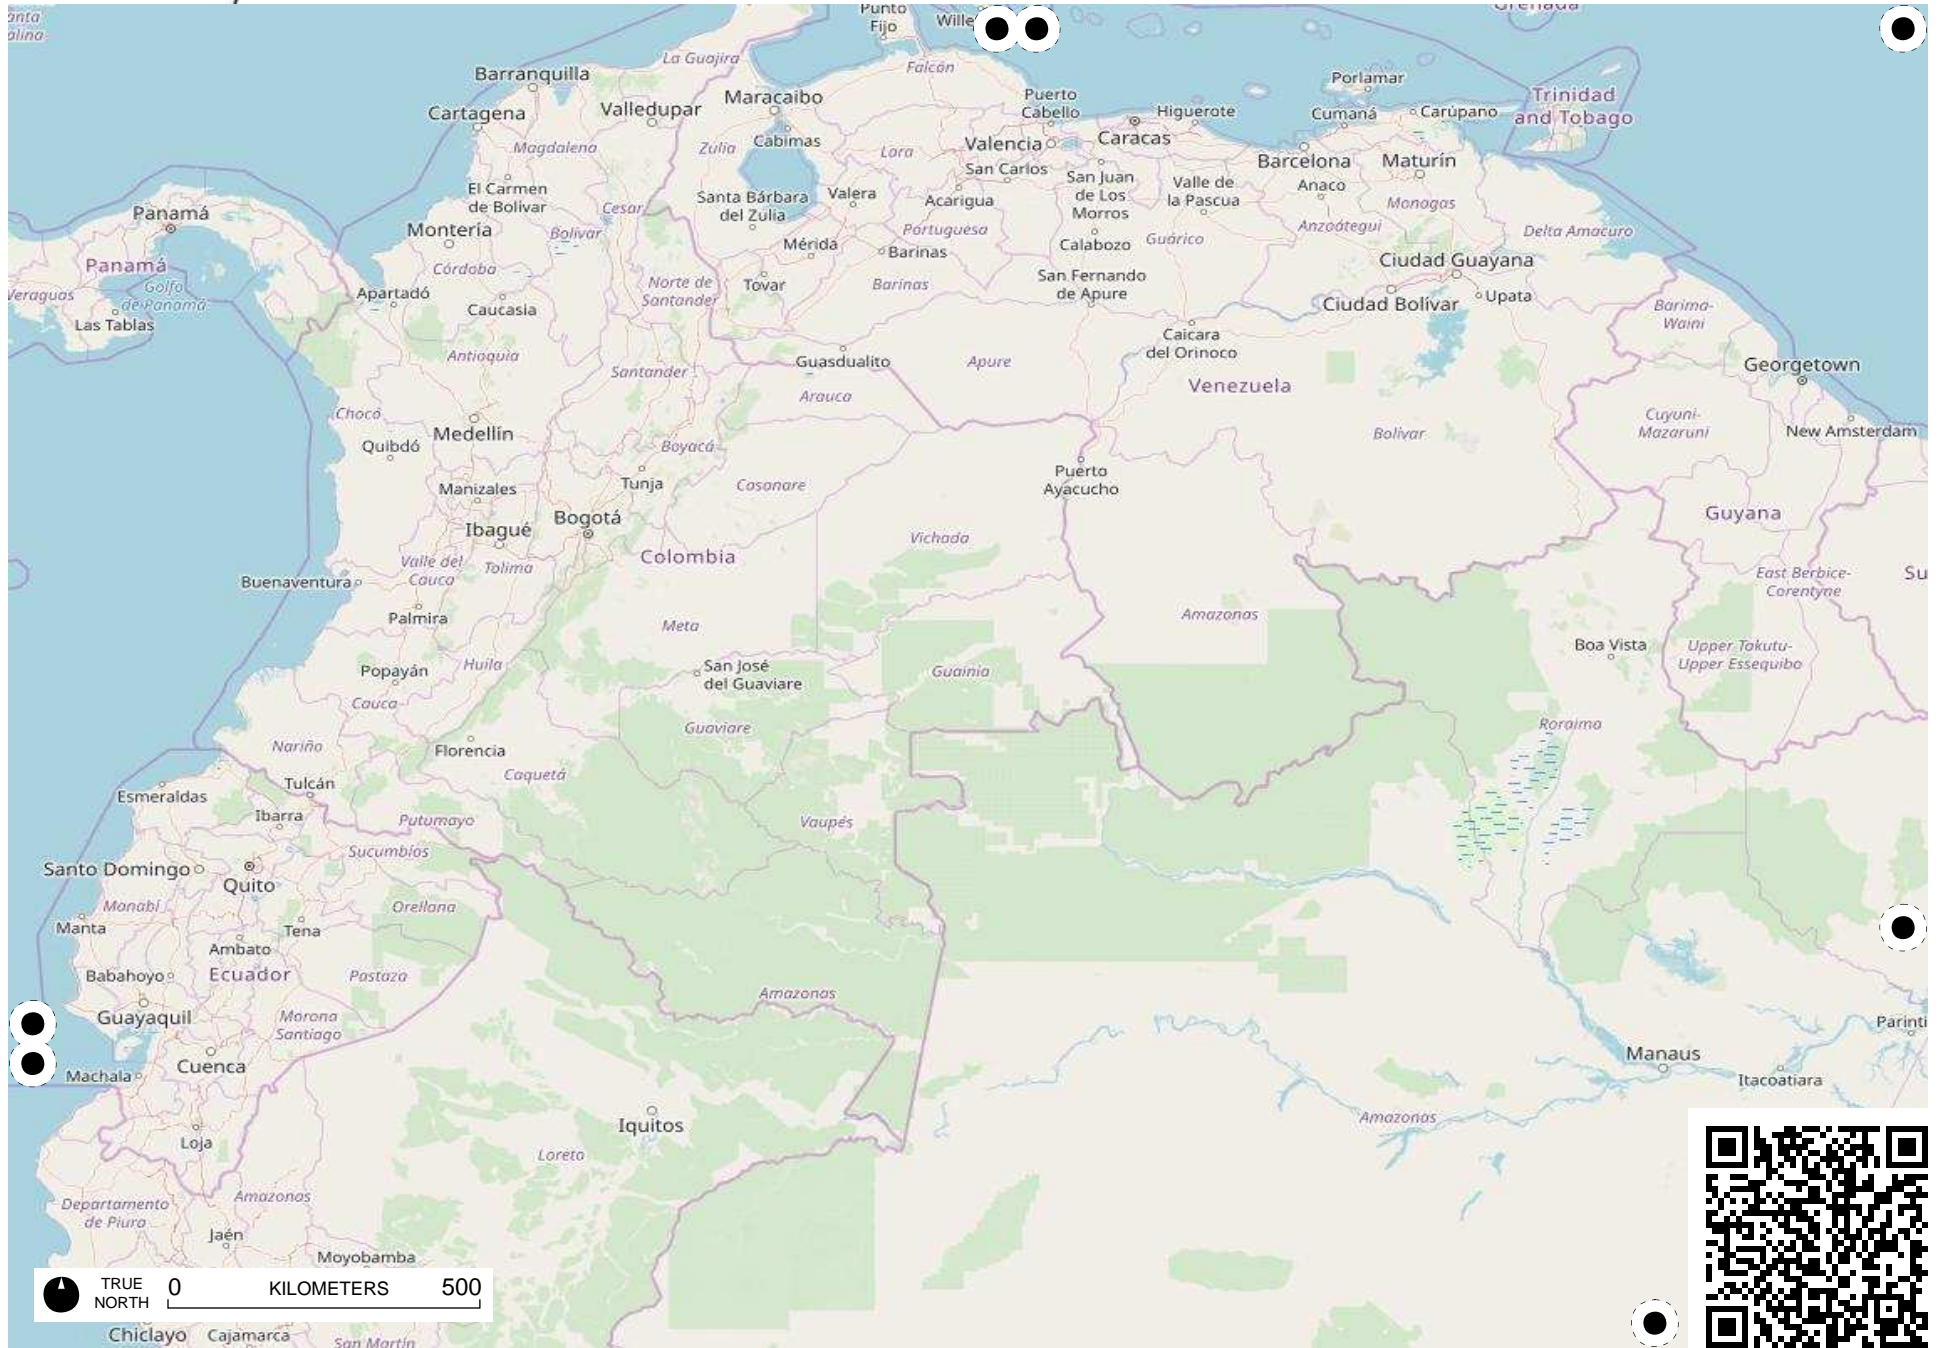 Grenada
Punto
Fijo
Wille
anta
alina
La Guajira
Falcón
Barranquilla
Porlamar
Maracaibo
Puerto
Cabello
Trinidad
and Tobago
Cartagena
Valledupar
Higuerote
Cumaná
Carúpano
Cabimas
Caracas
Magdalena
Zulia
Lara
Valencia
San Carlos
Barcelona
Maturín
El Carmen
de Bolívar
Santa Bárbara
del Zulia
Valera
Acarigua
San Juan
de Los
Morros
Valle de
la Pascua
Anaco
Monagas
Panamá
Cesar
Montería
Bolívar
Portuguesa
Anzoátegui
Delta Amacuro
Mérida
Barinas
Calabozo
Guárico
Panamá
Córdoba
Ciudad Guayana
Veraguas
Golfo
de Panamá
Apartadó
Caucasia
Norte de
Santander
Tovar
Barinas
San Fernando
de Apure
Ciudad Bolívar
Upata
Barima-
Waini
Las Tablas
Antioquia
Santander
Guasdualito
Apure
Caicara
del Orinoco
Venezuela
Georgetown
Arauca
Chocó
Cuyuni-
Mazaruni
Quibdó
Medellín
Boyacá
Bolívar
New Amsterdam
Manizales
Tunja
Casanare
Puerto
Ayacucho
Ibagué
Bogotá
Guyana
Valle del
Cauca
Tolima
Colombia
Vichada
Buenaventura
East Berbice-
Corentyne
Su
Palmira
Meta
Amazonas
Boa Vista
Upper Takutu-
Upper Essequibo
Popayán
Huila
San José
del Guaviare
Guainía
Cauca
Nariño
Guaviare
Roraima
Florencia
Tulcán
Caquetá
Esmeraldas
Ibarra
Putumayo
Vaupés
Sucumbíos
Santo Domingo
Quito
Manabí
Orellana
Manta
Tena
Ambato
Babahoyo
Ecuador
Pastaza
Amazonas
Guayaquil
Morona
Santiago
Parinti
Machala
Cuenca
Manaus
Itacoatiara
Loja
Iquitos
Amazonas
Loreto
Departamento
de Piura
Amazonas
Jaén
Moyobamba
TRUE
NORTH
0 KILOMETERS 500
Chiclayo
Cajamarca
San Martín